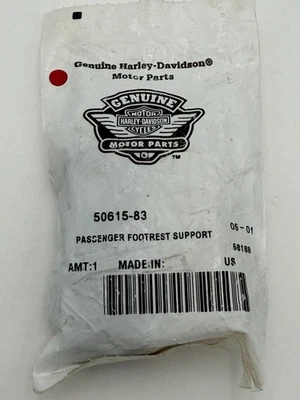 Genuine Harley-Davidson®
Motor Parts
GENUINE
MOTOR
HARLEY-DAVIDSON
CYCLES
MOTOR PARTS
TM
50615-83
05-01
PASSENGER FOOTREST SUPPORT
68188
AMT:1 MADE.IN: US